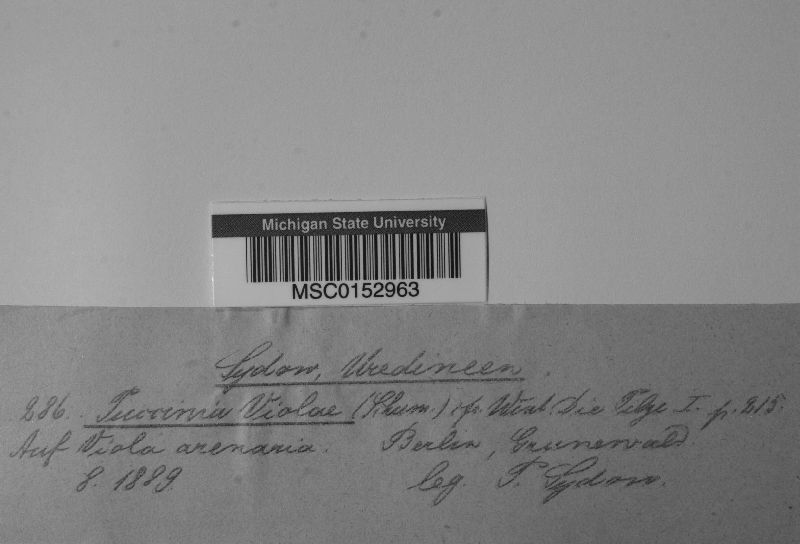 Michigan State University
MSC0152963
Sydow, Uredineen.
286. Puccinia Violae (Schum.) cfr. Wint. Die Pilze I. p. 215.
Auf Viola arenaria. Berlin, Grunewald
8. 1889. leg. P. Sydow.